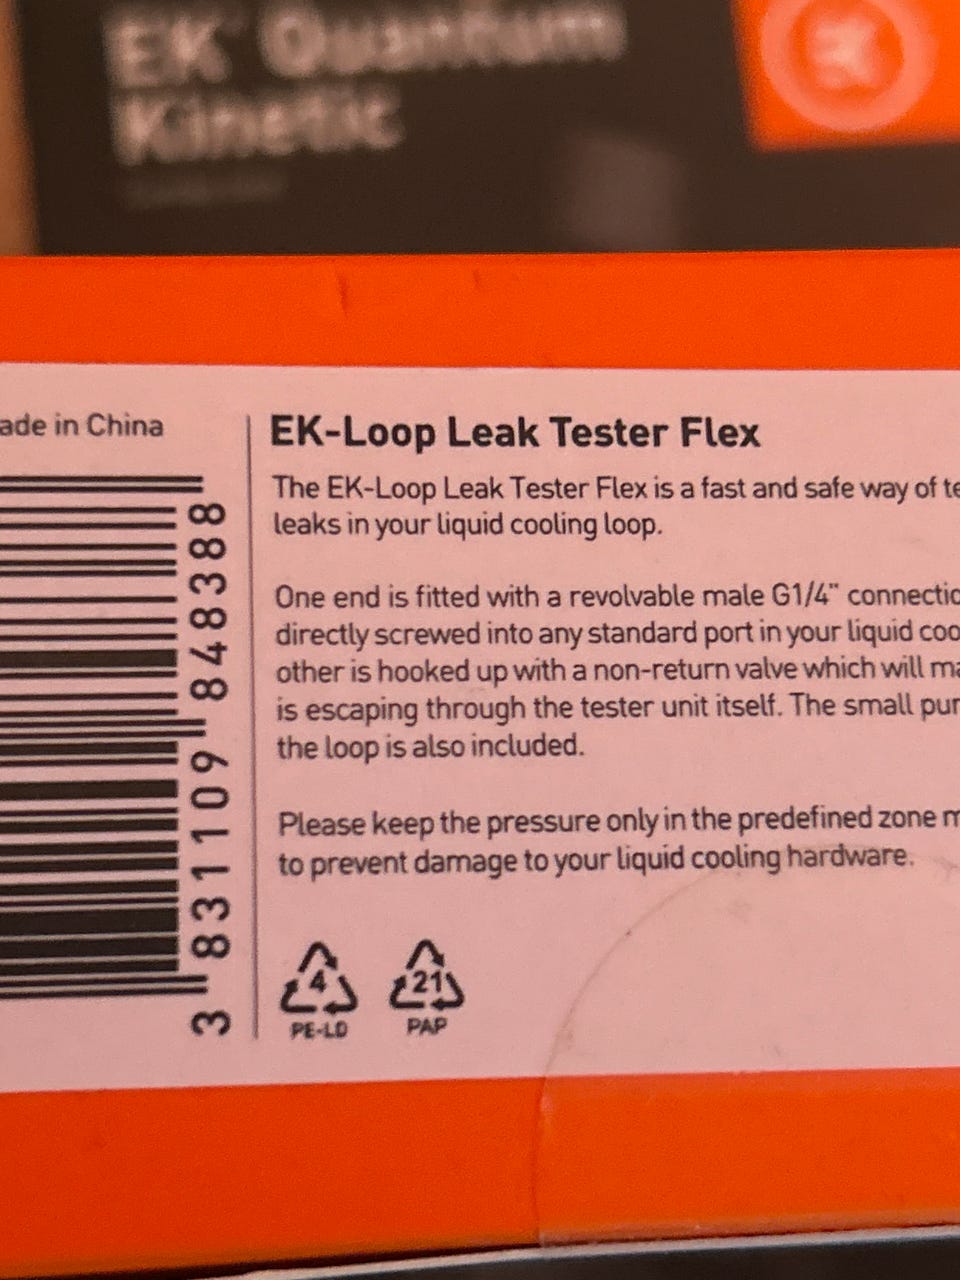 EK Quantum
Kinetic
EK
ade in China
3 831109 848388
EK-Loop Leak Tester Flex
The EK-Loop Leak Tester Flex is a fast and safe way of te
leaks in your liquid cooling loop.
One end is fitted with a revolvable male G1/4" connectio
directly screwed into any standard port in your liquid coo
other is hooked up with a non-return valve which will ma
is escaping through the tester unit itself. The small pu
the loop is also included.
Please keep the pressure only in the predefined zone m
to prevent damage to your liquid cooling hardware.
4 21
PE-LD PAP